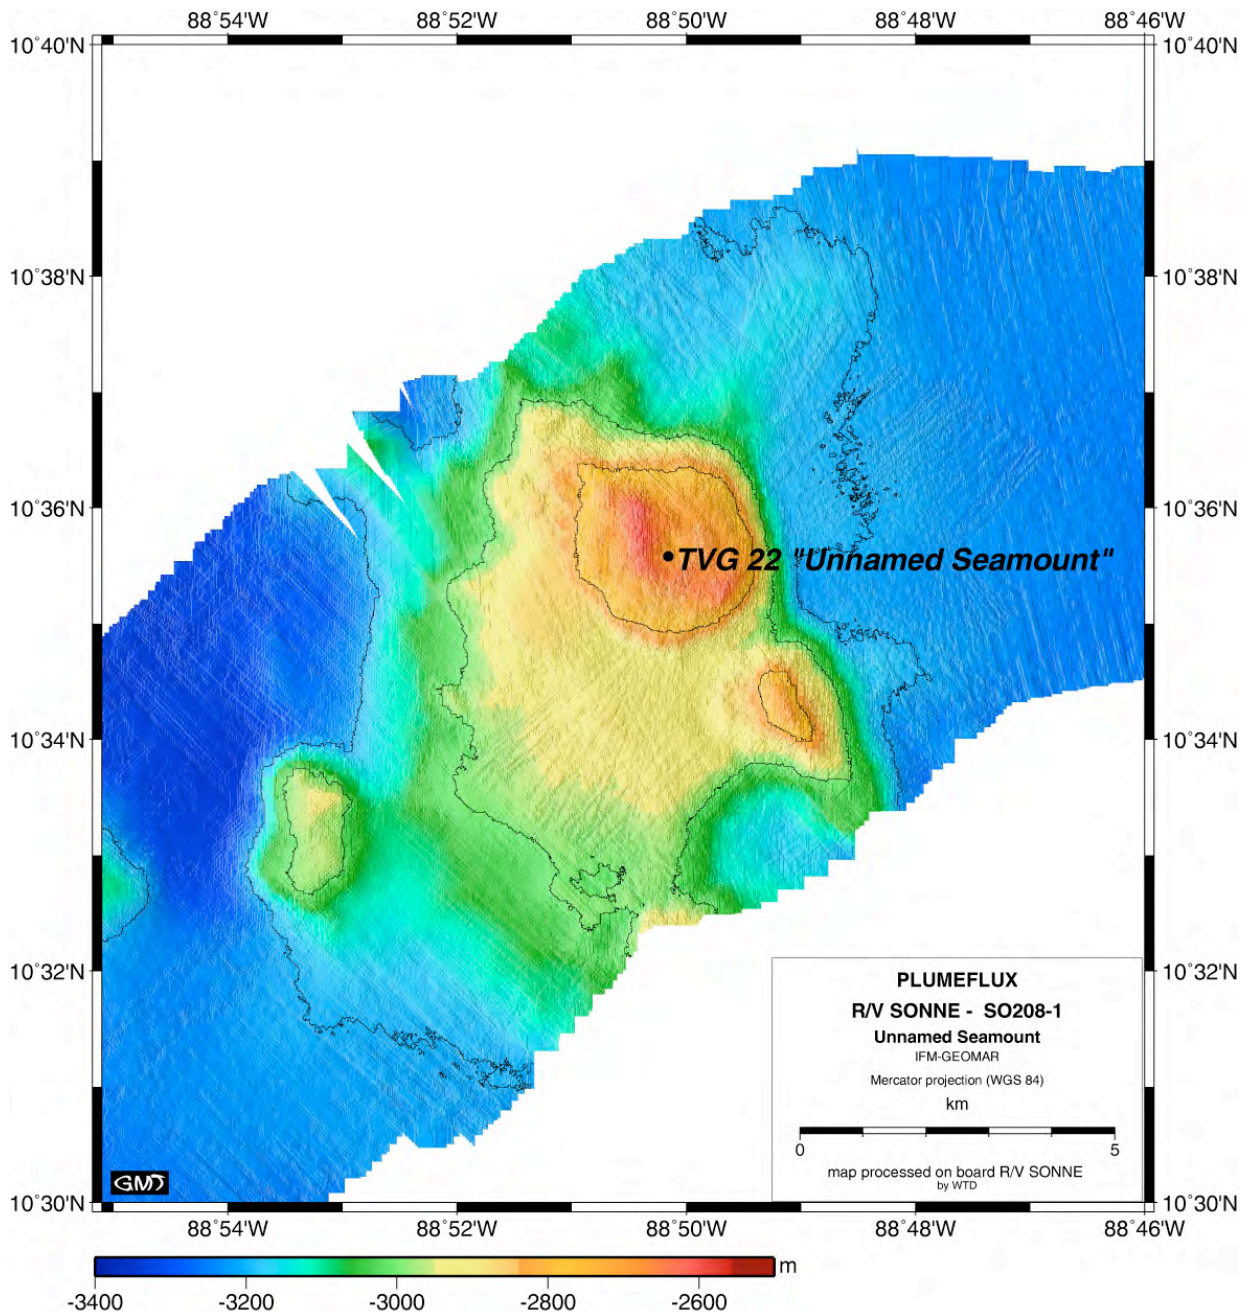 88˚54'W 88˚52'W 88˚50'W 88˚48'W 88˚46'W
10˚40'N 10˚40'N
10˚38'N 10˚38'N
10˚36'N 10˚36'N
TVG 22 "Unnamed Seamount"
10˚34'N 10˚34'N
10˚32'N 10˚32'N
PLUMEFLUX
R/V SONNE - SO208-1
Unnamed Seamount
IFM-GEOMAR
Mercator projection (WGS 84)
km
0 5
map processed on board R/V SONNE
by WTD
GMT
10˚30'N 10˚30'N
88˚54'W 88˚52'W 88˚50'W 88˚48'W 88˚46'W
m
-3400 -3200 -3000 -2800 -2600